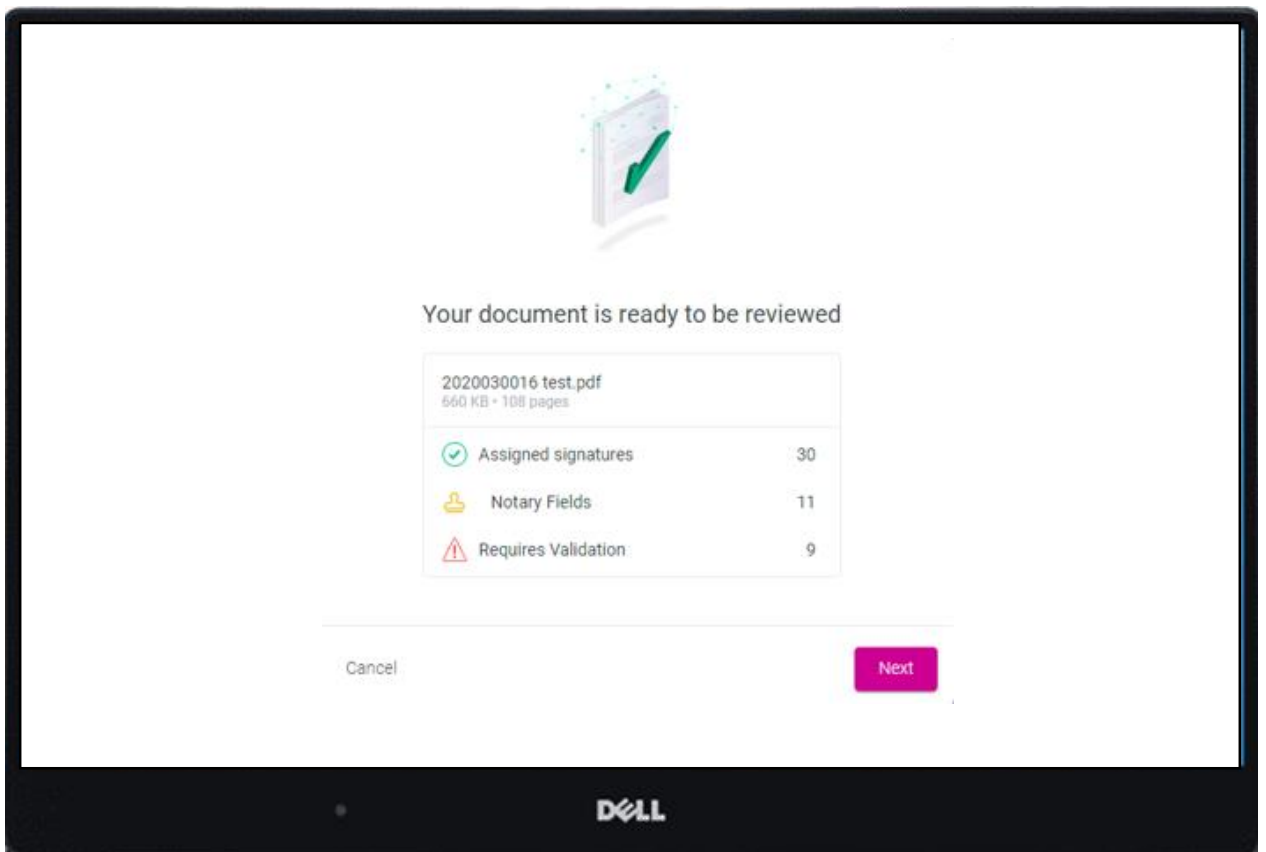 Your document is ready to be reviewed
2020030016 test.pdf
660 KB • 108 pages
Assigned signatures 30
Notary Fields 11
Requires Validation 9
Cancel Next
DELL